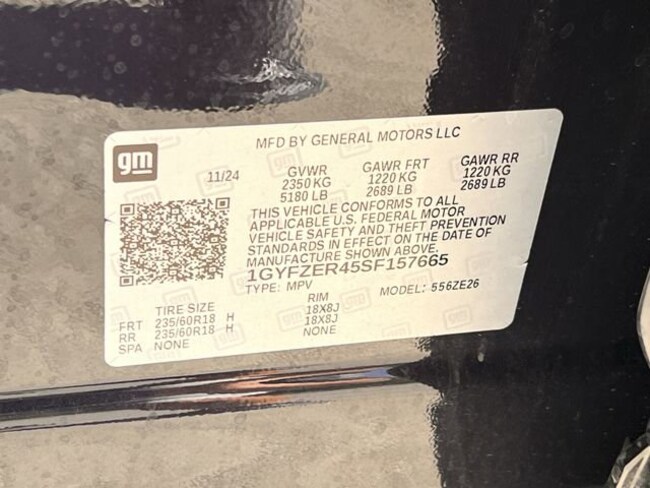 gm
MFD BY GENERAL MOTORS LLC
11/24 GVWR GAWR FRT GAWR RR
2350 KG 1220 KG 1220 KG
5180 LB 2689 LB 2689 LB
THIS VEHICLE CONFORMS TO ALL
APPLICABLE U.S. FEDERAL MOTOR
VEHICLE SAFETY AND THEFT PREVENTION
STANDARDS IN EFFECT ON THE DATE OF
MANUFACTURE SHOWN ABOVE.
1GYFZER45SF157665
TYPE: MPV MODEL: 556ZE26
TIRE SIZE RIM
FRT 235/60R18 H 18X8J
RR 235/60R18 H 18X8J
SPA NONE NONE